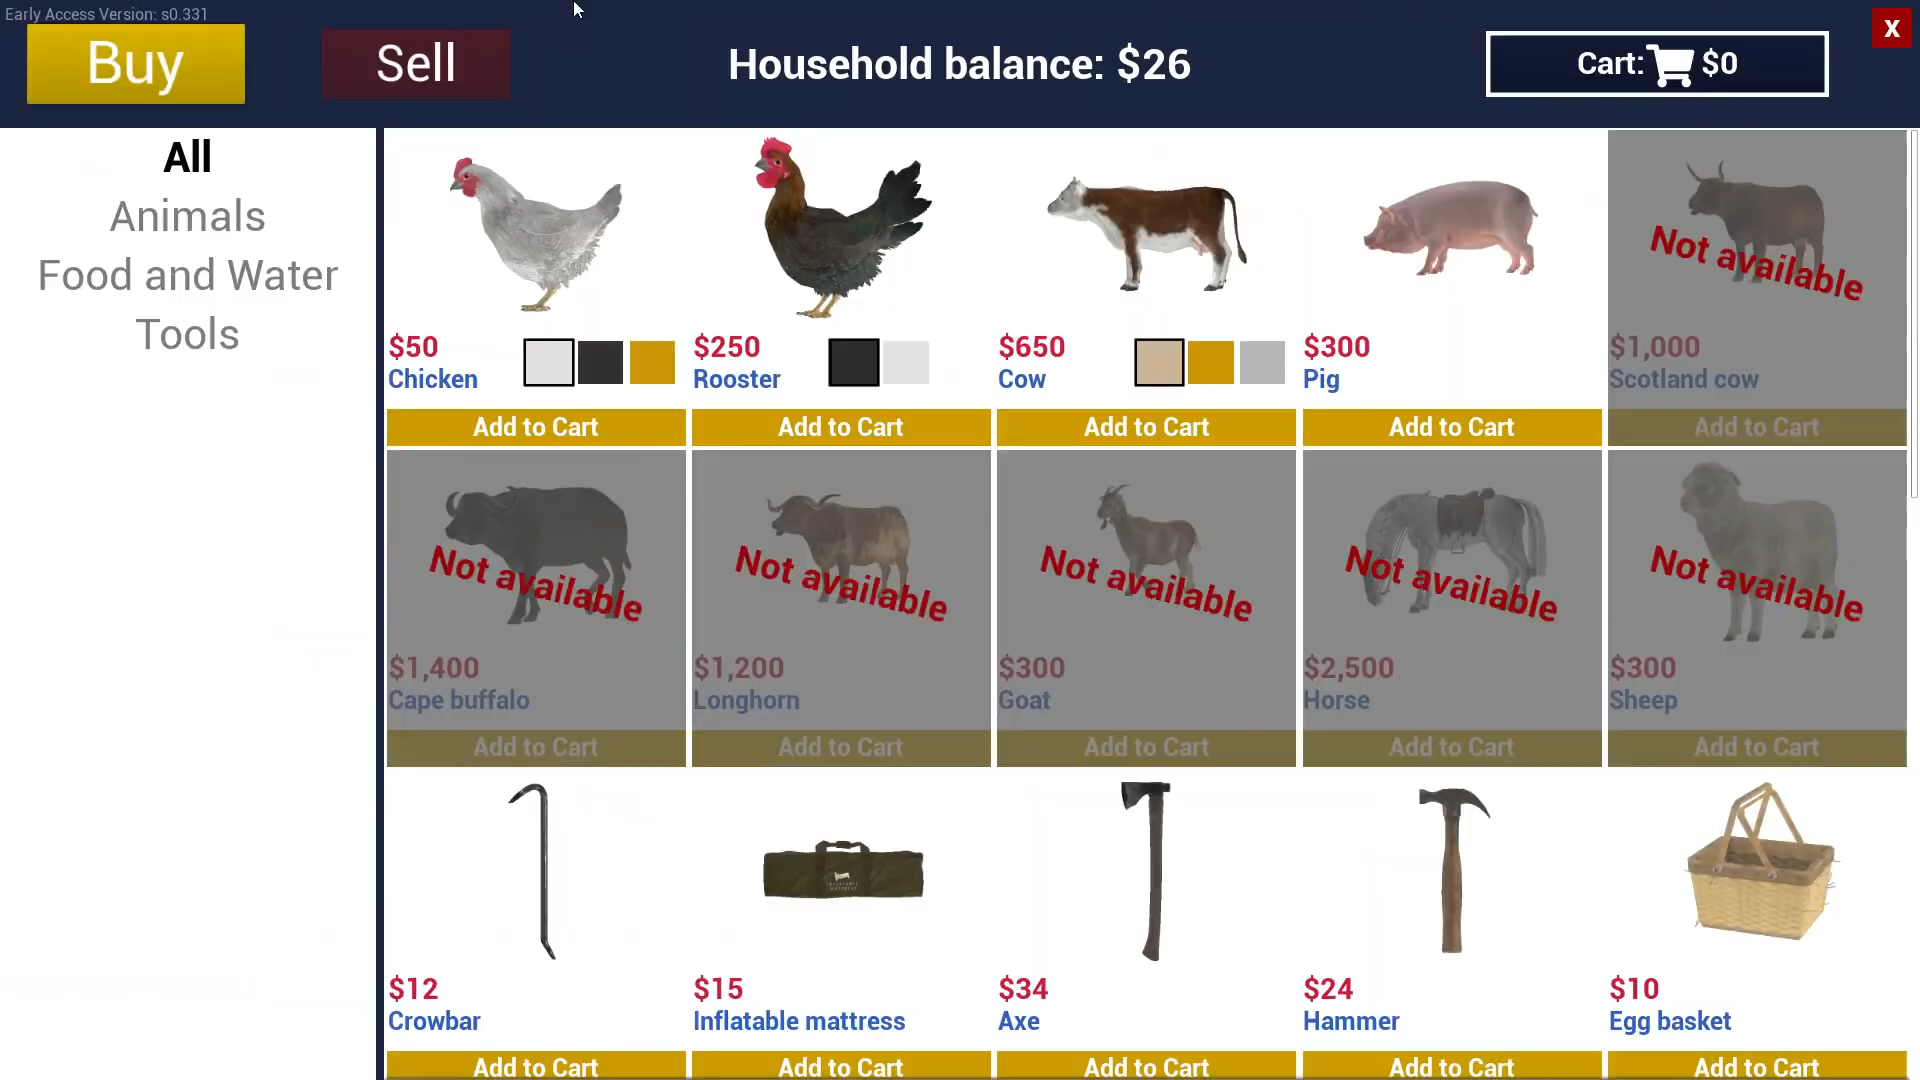 Early Access Version: s0.331
Buy
Sell
Household balance: $26
Cart: $0
X
All
Animals
Food and Water
Tools
$50
Chicken
Add to Cart
$250
Rooster
Add to Cart
$650
Cow
Add to Cart
$300
Pig
Add to Cart
Not available
$1,000
Scotland cow
Add to Cart
Not available
$1,400
Cape buffalo
Add to Cart
Not available
$1,200
Longhorn
Add to Cart
Not available
$300
Goat
Add to Cart
Not available
$2,500
Horse
Add to Cart
Not available
$300
Sheep
Add to Cart
$12
Crowbar
Add to Cart
$15
Inflatable mattress
Add to Cart
$34
Axe
Add to Cart
$24
Hammer
Add to Cart
$10
Egg basket
Add to Cart